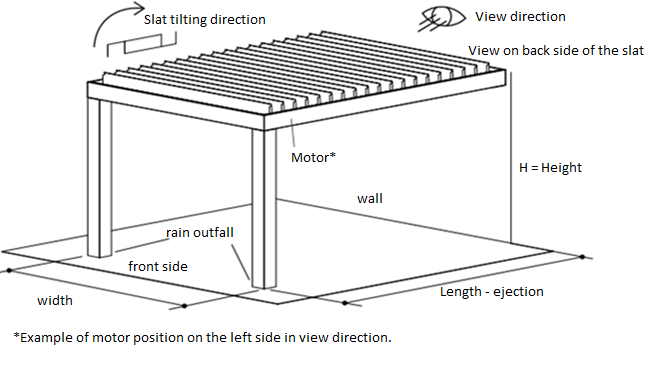 Slat tilting direction
View direction
View on back side of the slat
Motor*
H = Height
wall
rain outfall
front side
width
Length - ejection
*Example of motor position on the left side in view direction.